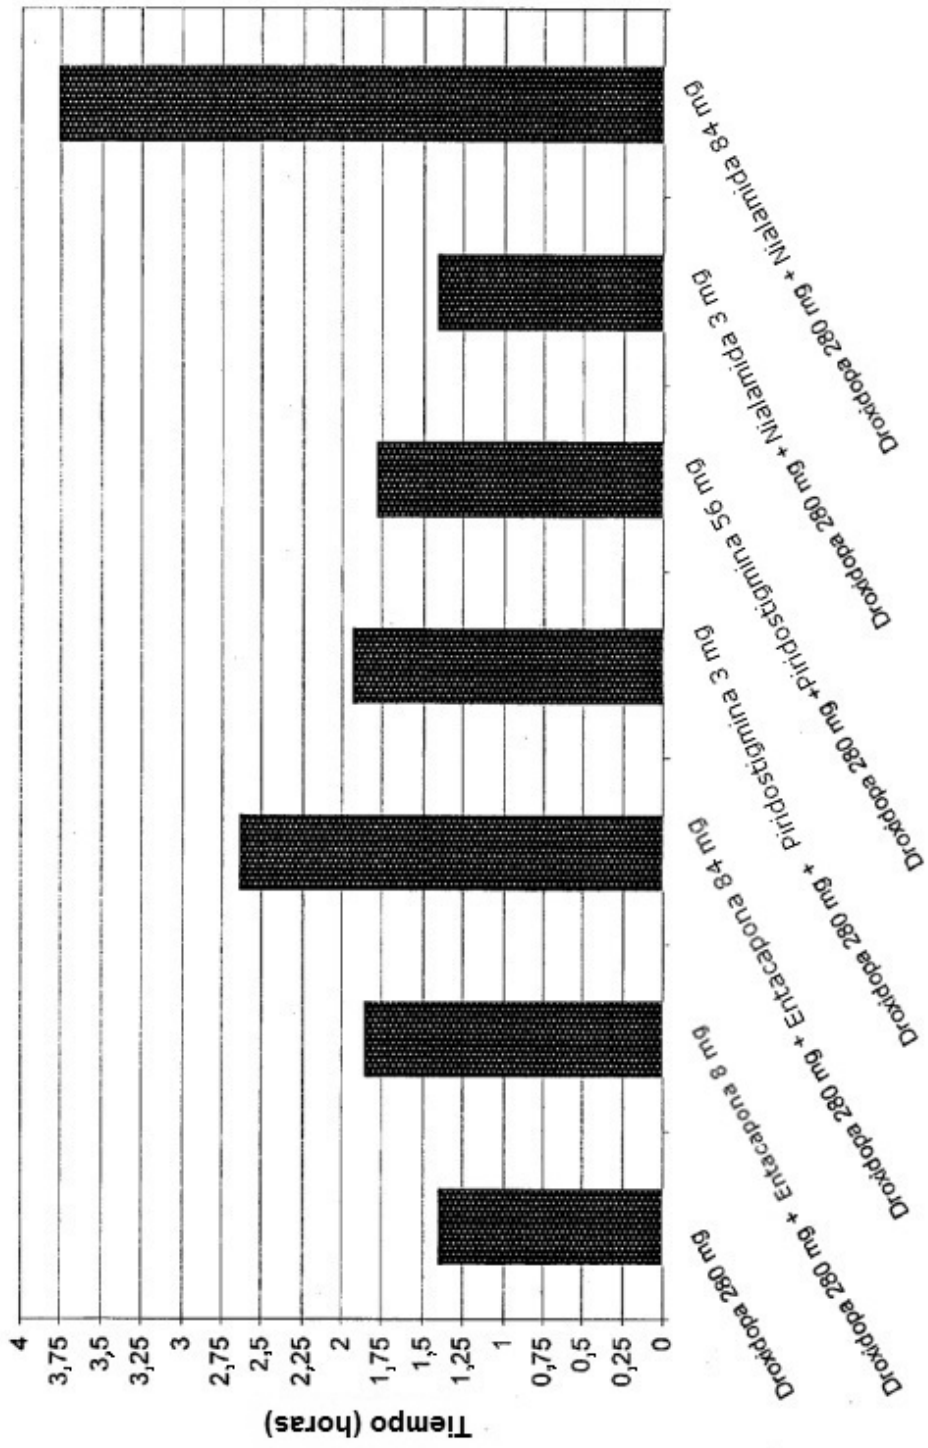 Tiempo (horas)
4
3,75
3,5
3,25
3
2,75
2,5
2,25
2
1,75
1,5
1,25
1
0,75
0,5
0,25
0
Droxidopa 280 mg
Droxidopa 280 mg + Entacapona 8 mg
Droxidopa 280 mg + Entacapona 84 mg
Droxidopa 280 mg + Piridostigmina 3 mg
Droxidopa 280 mg +Piridostigmina 56 mg
Droxidopa 280 mg + Nialamida 3 mg
Droxidopa 280 mg + Nialamida 84 mg